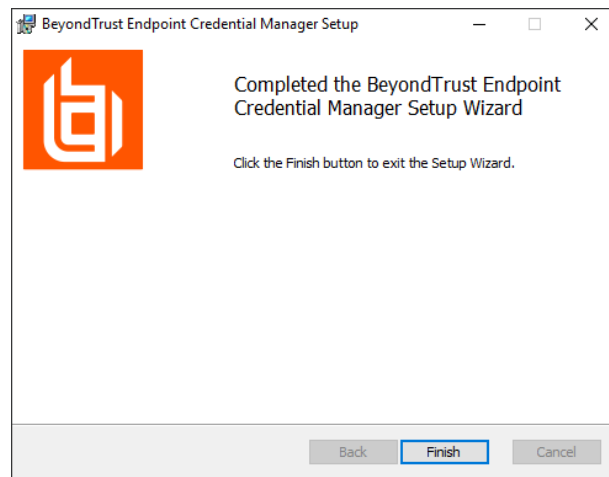 BeyondTrust Endpoint Credential Manager Setup
Completed the BeyondTrust Endpoint
Credential Manager Setup Wizard
Click the Finish button to exit the Setup Wizard.
Back
Finish
Cancel